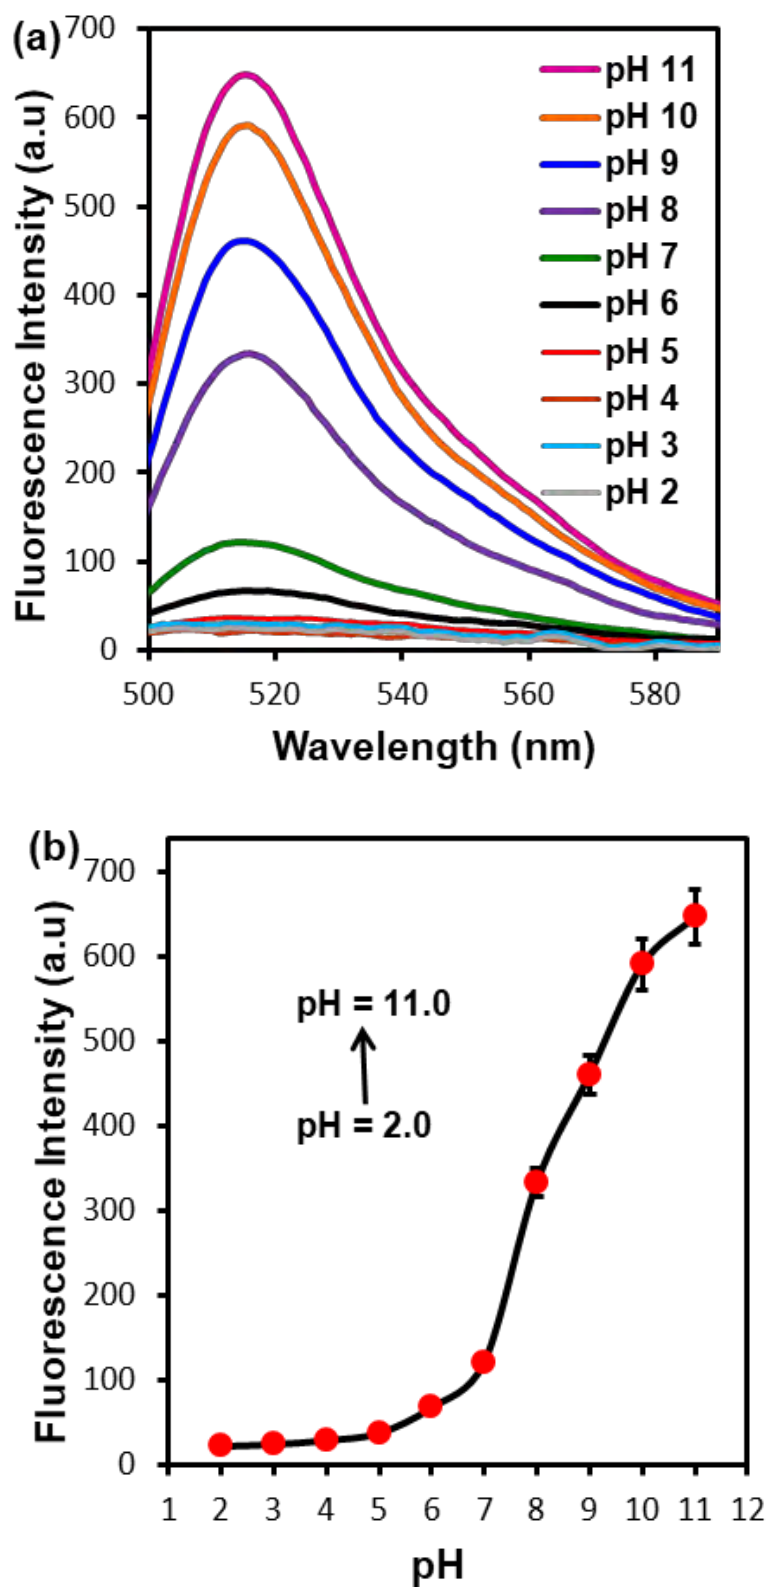 (a)
Fluorescence Intensity (a.u)
700
600
500
400
300
200
100
0
pH 11
pH 10
pH 9
pH 8
pH 7
pH 6
pH 5
pH 4
pH 3
pH 2
500 520 540 560 580
Wavelength (nm)
(b)
Fluorescence Intensity (a.u)
700
600
500
400
300
200
100
0
pH = 11.0
pH = 2.0
1 2 3 4 5 6 7 8 9 10 11 12
pH